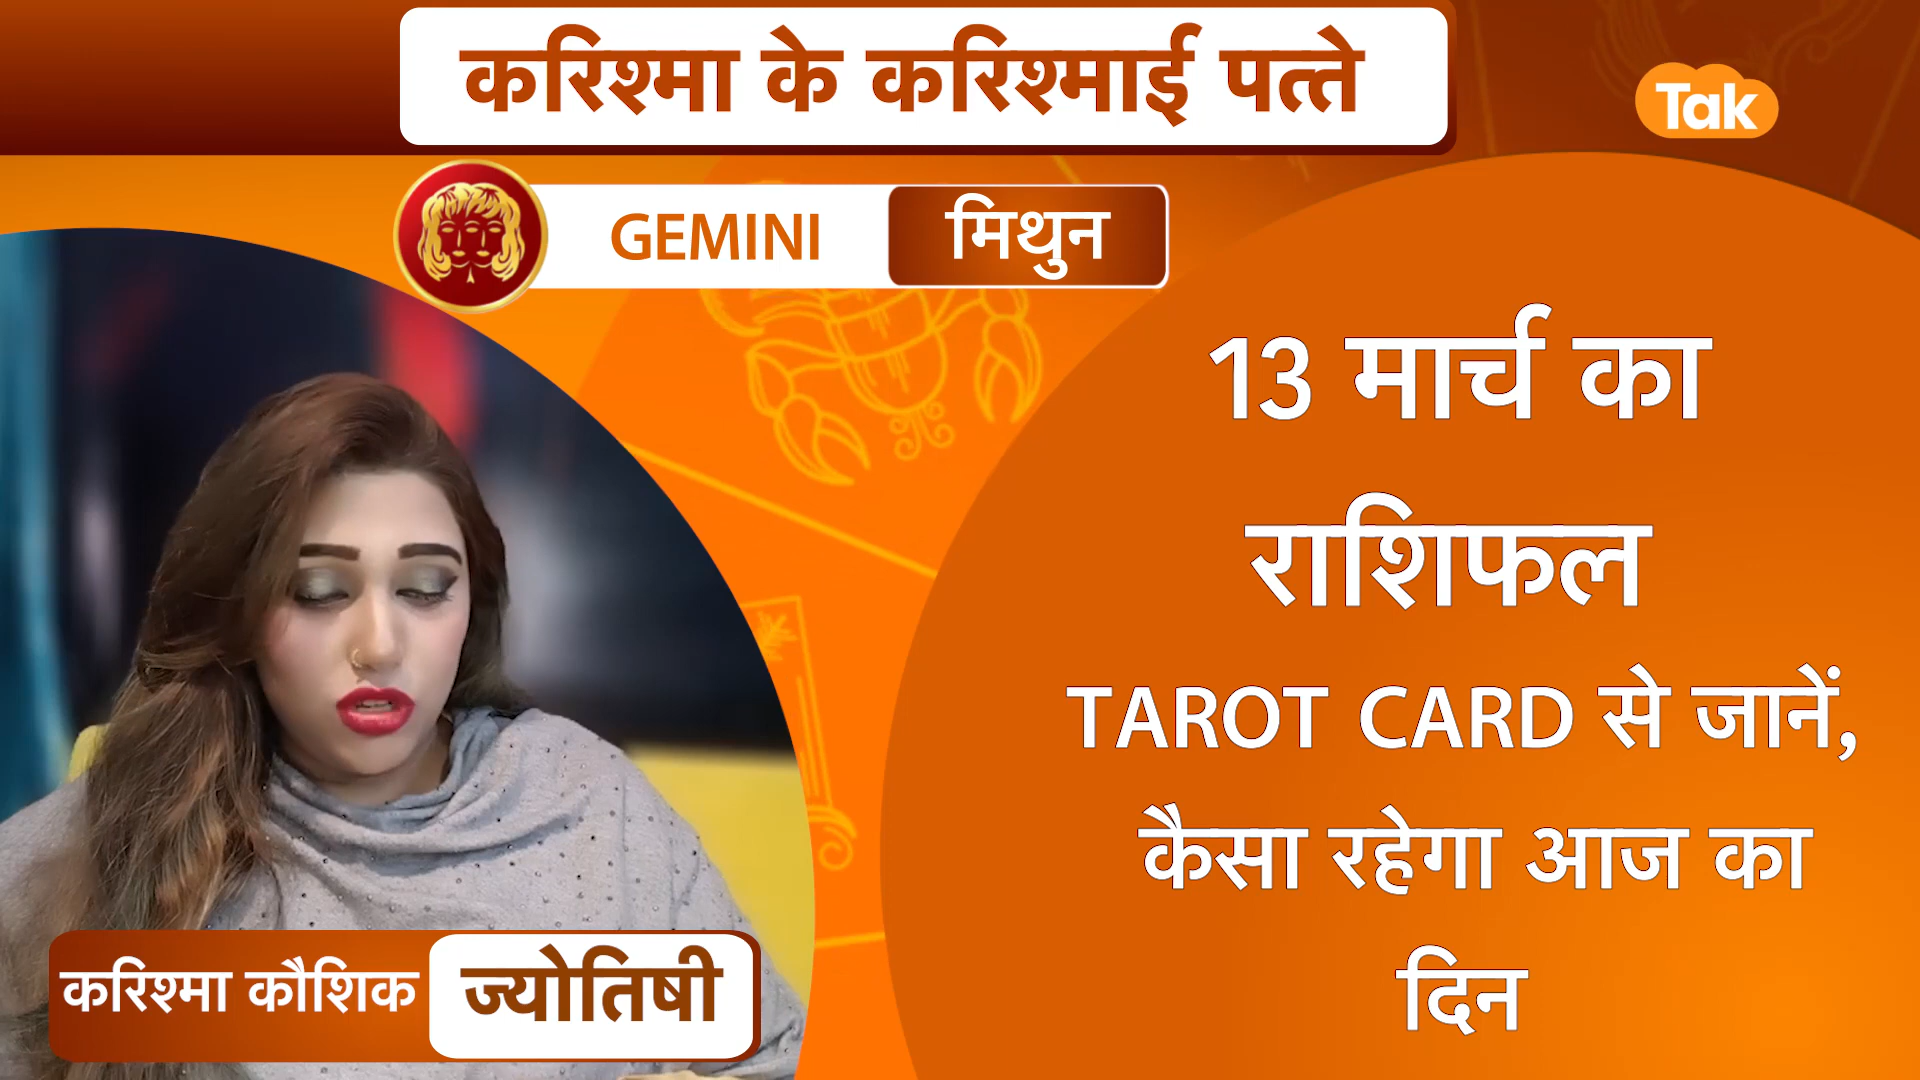 करिश्मा के करिश्माई पत्ते
Tak
GEMINI मिथुन
13 मार्च का
राशिफल
TAROT CARD से जानें,
कैसा रहेगा आज का
दिन
करिश्मा कौशिक ज्योतिषी